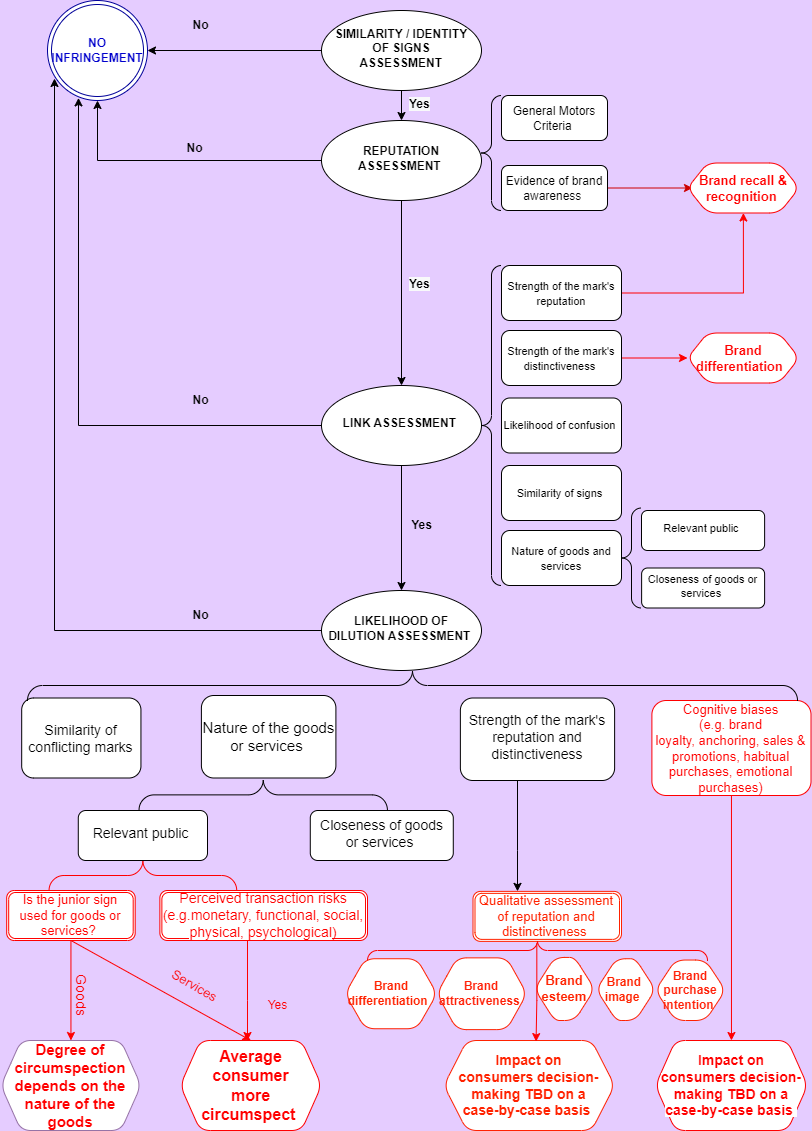 No
NO
INFRINGEMENT
SIMILARITY / IDENTITY
OF SIGNS
ASSESSMENT
Yes
General Motors
Criteria
No
REPUTATION
ASSESSMENT
Evidence of brand
awareness
Brand recall &
recognition
Yes
Strength of the mark's
reputation
Strength of the mark's
distinctiveness
Brand
differentiation
No
LINK ASSESSMENT
Likelihood of confusion
Similarity of signs
Yes
Nature of goods and
services
Relevant public
Closeness of goods or
services
No
LIKELIHOOD OF
DILUTION ASSESSMENT
Similarity of
conflicting marks
Nature of the goods
or services
Strength of the mark's
reputation and
distinctiveness
Cognitive biases
(e.g. brand
loyalty, anchoring, sales &
promotions, habitual
purchases, emotional
purchases)
Relevant public
Closeness of goods
or services
Is the junior sign
used for goods or
services?
Perceived transaction risks
(e.g.monetary, functional, social,
physical, psychological)
Qualitative assessment
of reputation and
distinctiveness
Goods
Services
Yes
Brand
differentiation
Brand
attractiveness
Brand
esteem
Brand
image
Brand
purchase
intention
Degree of
circumspection
depends on the
nature of the
goods
Average
consumer
more
circumspect
Impact on
consumers decision-
making TBD on a
case-by-case basis
Impact on
consumers decision-
making TBD on a
case-by-case basis